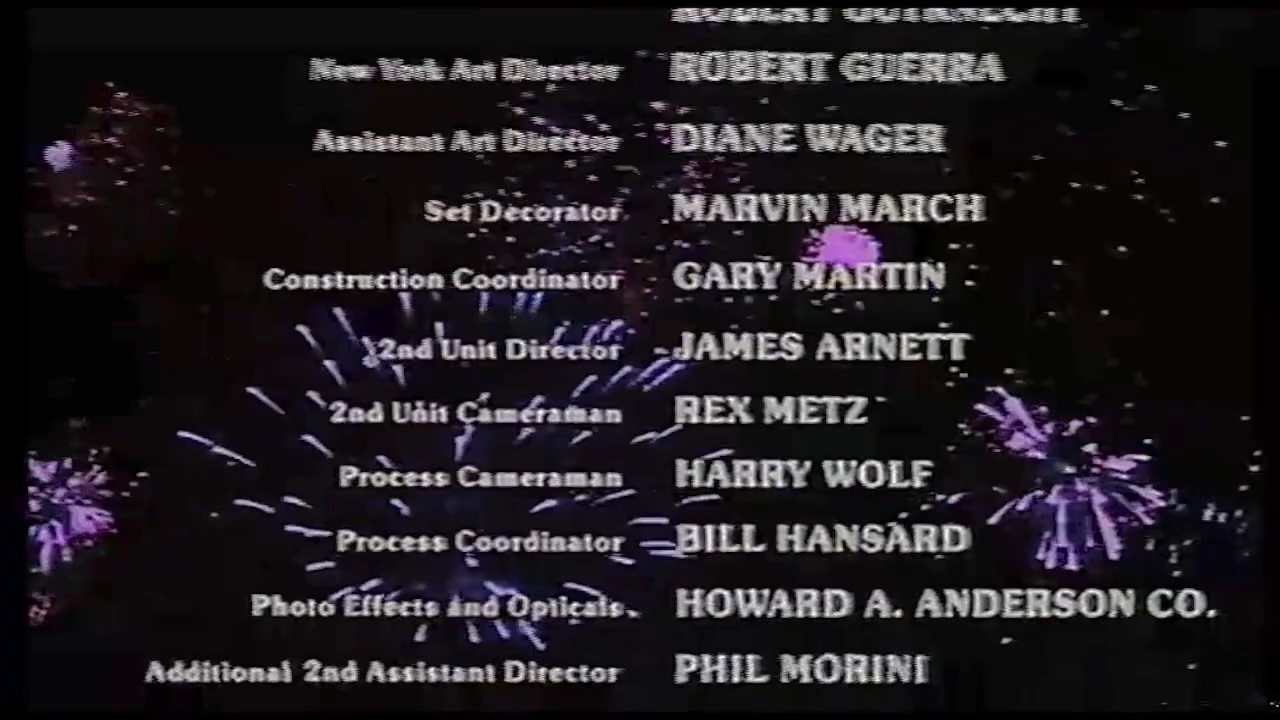 ROBERT GUTKNECHT
New York Art Director ROBERT GUERRA
Assistant Art Director DIANE WAGER
Set Decorator MARVIN MARCH
Construction Coordinator GARY MARTIN
2nd Unit Director JAMES ARNETT
2nd Unit Cameraman REX METZ
Process Cameraman HARRY WOLF
Process Coordinator BILL HANSARD
Photo Effects and Opticals HOWARD A. ANDERSON CO.
Additional 2nd Assistant Director PHIL MORINI